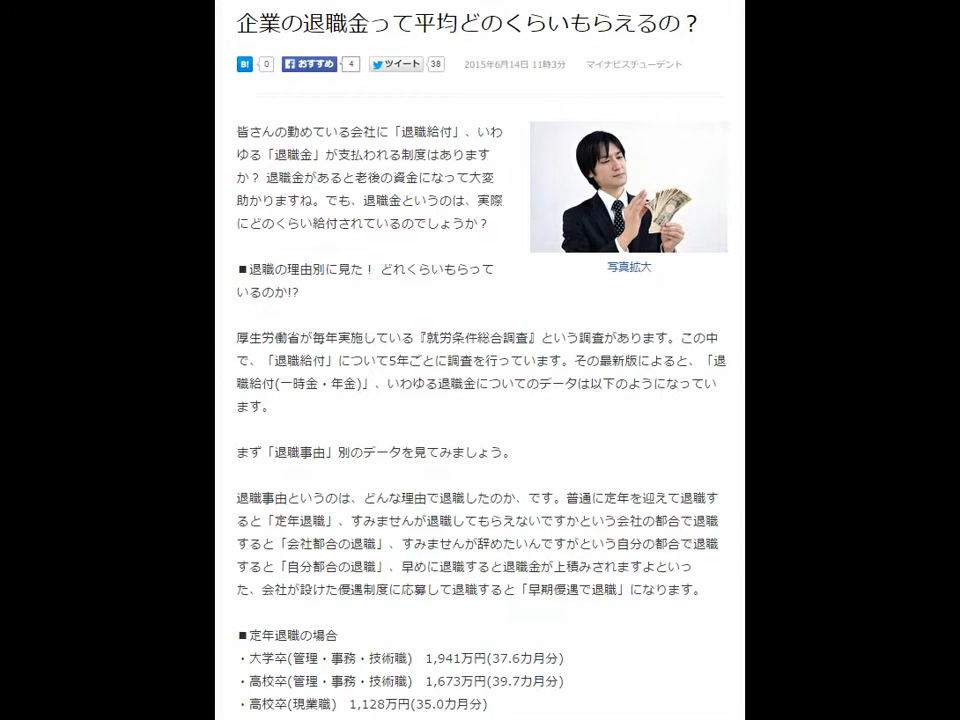 企業の退職金って平均どのくらいもらえるの？
B! 0 おすすめ 4 ツイート 38 2015年6月14日 11時3分 マイナビスチューデント
皆さんの勤めている会社に「退職給付」、いわ
ゆる「退職金」が支払われる制度はあります
か？ 退職金があると老後の資金になって大変
助かりますね。でも、退職金というのは、実際
にどのくらい給付されているのでしょうか？
写真拡大
■退職の理由別に見た！ どれくらいもらって
いるのか!?
厚生労働省が毎年実施している『就労条件総合調査』という調査があります。この中
で、「退職給付」について5年ごとに調査を行っています。その最新版によると、「退
職給付(一時金・年金)」、いわゆる退職金についてのデータは以下のようになってい
ます。
まず「退職事由」別のデータを見てみましょう。
退職事由というのは、どんな理由で退職したのか、です。普通に定年を迎えて退職す
ると「定年退職」、すみませんが退職してもらえないですかという会社の都合で退職
すると「会社都合の退職」、すみませんが辞めたいんですがという自分の都合で退職
すると「自分都合の退職」、早めに退職すると退職金が上積みされますよといっ
た、会社が設けた優遇制度に応募して退職すると「早期優遇で退職」になります。
■定年退職の場合
・大学卒(管理・事務・技術職) 1,941万円(37.6カ月分)
・高校卒(管理・事務・技術職) 1,673万円(39.7カ月分)
・高校卒(現業職) 1,128万円(35.0カ月分)